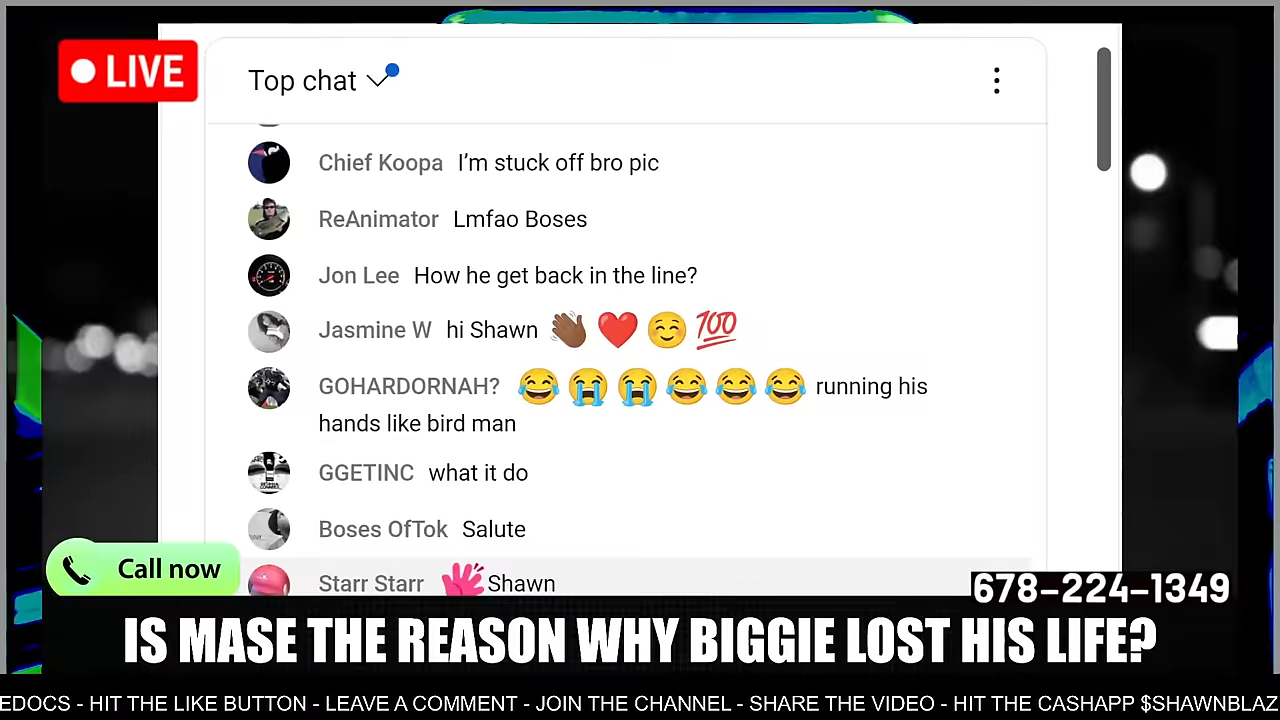 LIVE
Top chat
Chief Koopa I’m stuck off bro pic
ReAnimator Lmfao Boses
Jon Lee How he get back in the line?
Jasmine W hi Shawn 👋🏾 ❤️ ☺️ 💯
GOHARDORNAH? 😂 😭 😭 😂 😂 😂 running his
hands like bird man
GGETINC what it do
Boses OfTok Salute
Starr Starr Shawn
Call now
678-224-1349
IS MASE THE REASON WHY BIGGIE LOST HIS LIFE?
EDOCS - HIT THE LIKE BUTTON - LEAVE A COMMENT - JOIN THE CHANNEL - SHARE THE VIDEO - HIT THE CASHAPP $SHAWNBLAZ